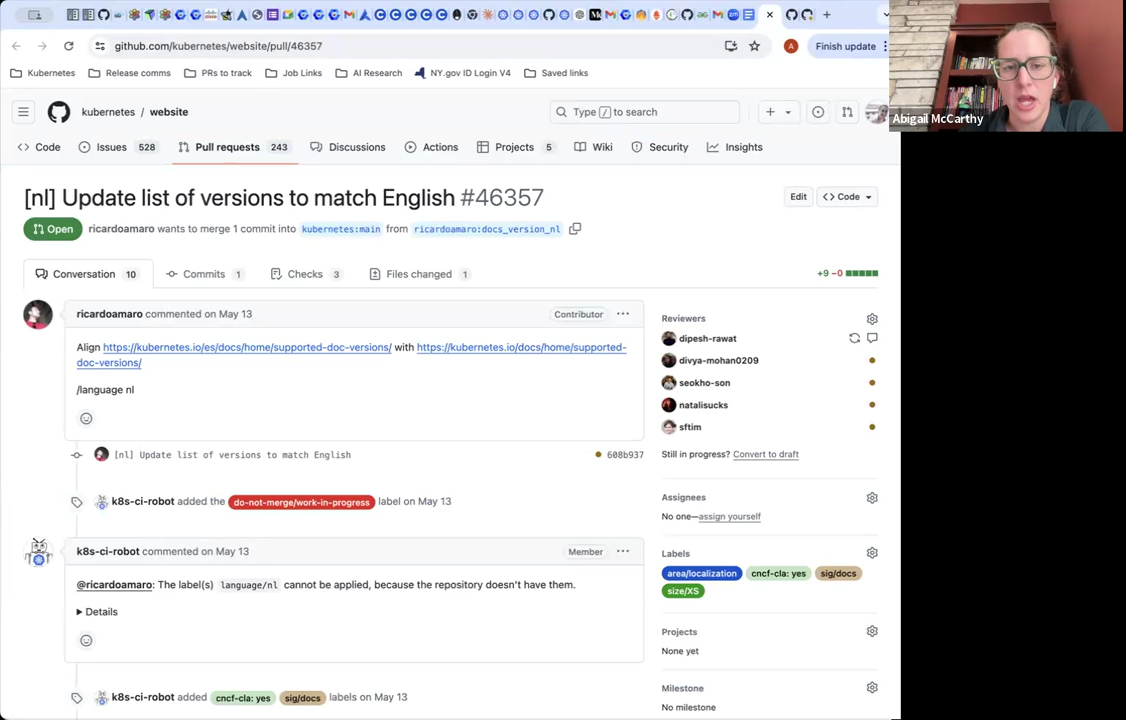 github.com/kubernetes/website/pull/46357
Finish update
Kubernetes
Release comms
PRs to track
Job Links
AI Research
NY.gov ID Login V4
Saved links
Abigail McCarthy
kubernetes / website
Type / to search
Code
Issues 528
Pull requests 243
Discussions
Actions
Projects 5
Wiki
Security
Insights
[nl] Update list of versions to match English #46357
Edit
<> Code
Open
ricardoamaro wants to merge 1 commit into kubernetes:main from ricardoamaro:docs_version_nl
Conversation 10
Commits 1
Checks 3
Files changed 1
+9 −0
ricardoamaro commented on May 13
Contributor
Align https://kubernetes.io/es/docs/home/supported-doc-versions/ with https://kubernetes.io/docs/home/supported-
doc-versions/
/language nl
[nl] Update list of versions to match English
608b937
k8s-ci-robot added the do-not-merge/work-in-progress label on May 13
k8s-ci-robot commented on May 13
Member
@ricardoamaro: The label(s) language/nl cannot be applied, because the repository doesn't have them.
Details
k8s-ci-robot added cncf-cla: yes sig/docs labels on May 13
Reviewers
dipesh-rawat
divya-mohan0209
seokho-son
natalisucks
sftim
Still in progress? Convert to draft
Assignees
No one—assign yourself
Labels
area/localization cncf-cla: yes sig/docs
size/XS
Projects
None yet
Milestone
No milestone